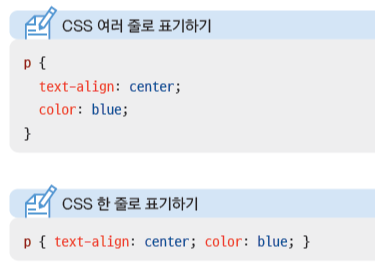 CSS 여러 줄로 표기하기
p {
  text-align: center;
  color: blue;
}
CSS 한 줄로 표기하기
p { text-align: center; color: blue; }